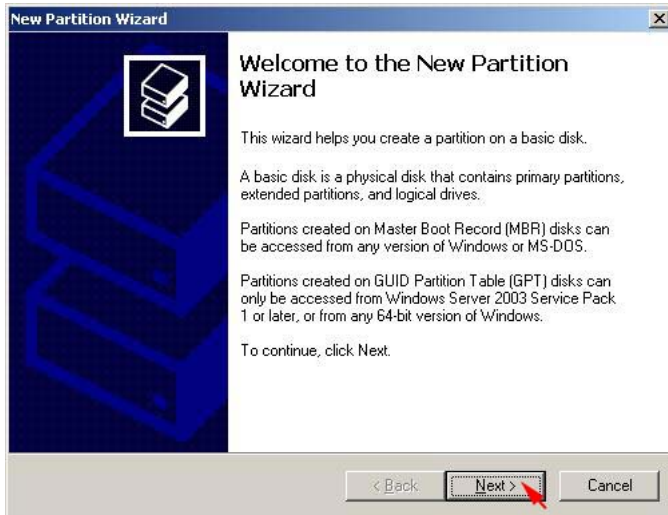 New Partition Wizard
Welcome to the New Partition
Wizard
This wizard helps you create a partition on a basic disk.
A basic disk is a physical disk that contains primary partitions,
extended partitions, and logical drives.
Partitions created on Master Boot Record (MBR) disks can
be accessed from any version of Windows or MS-DOS.
Partitions created on GUID Partition Table (GPT) disks can
only be accessed from Windows Server 2003 Service Pack
1 or later, or from any 64-bit version of Windows.
To continue, click Next.
< Back Next > Cancel